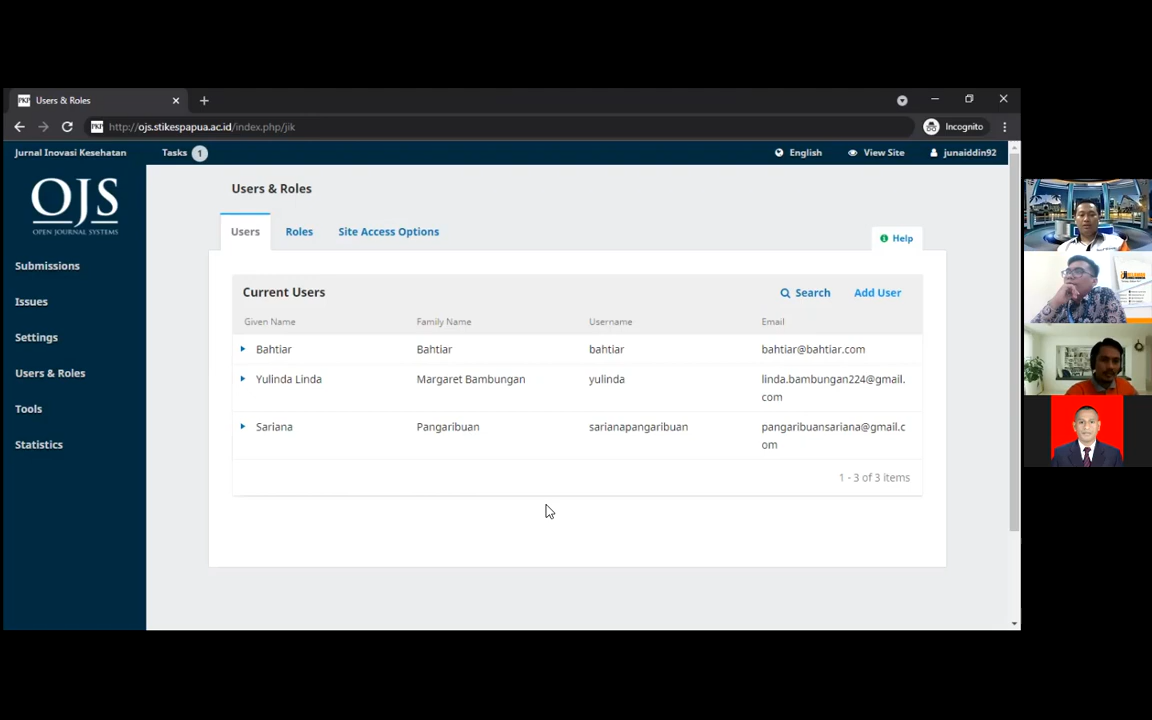 Users & Roles
http://ojs.stikespapua.ac.id/index.php/jik
Incognito
Jurnal Inovasi Kesehatan
Tasks 1
English
View Site
junaiddin92
OJS
OPEN JOURNAL SYSTEMS
Submissions
Issues
Settings
Users & Roles
Tools
Statistics
Users & Roles
Users
Roles
Site Access Options
Help
Current Users
Search
Add User
Given Name Family Name Username Email
Bahtiar Bahtiar bahtiar bahtiar@bahtiar.com
Yulinda Linda Margaret Bambungan yulinda linda.bambungan224@gmail.
com
Sariana Pangaribuan sarianapangaribuan pangaribuansariana@gmail.c
om
1 - 3 of 3 items